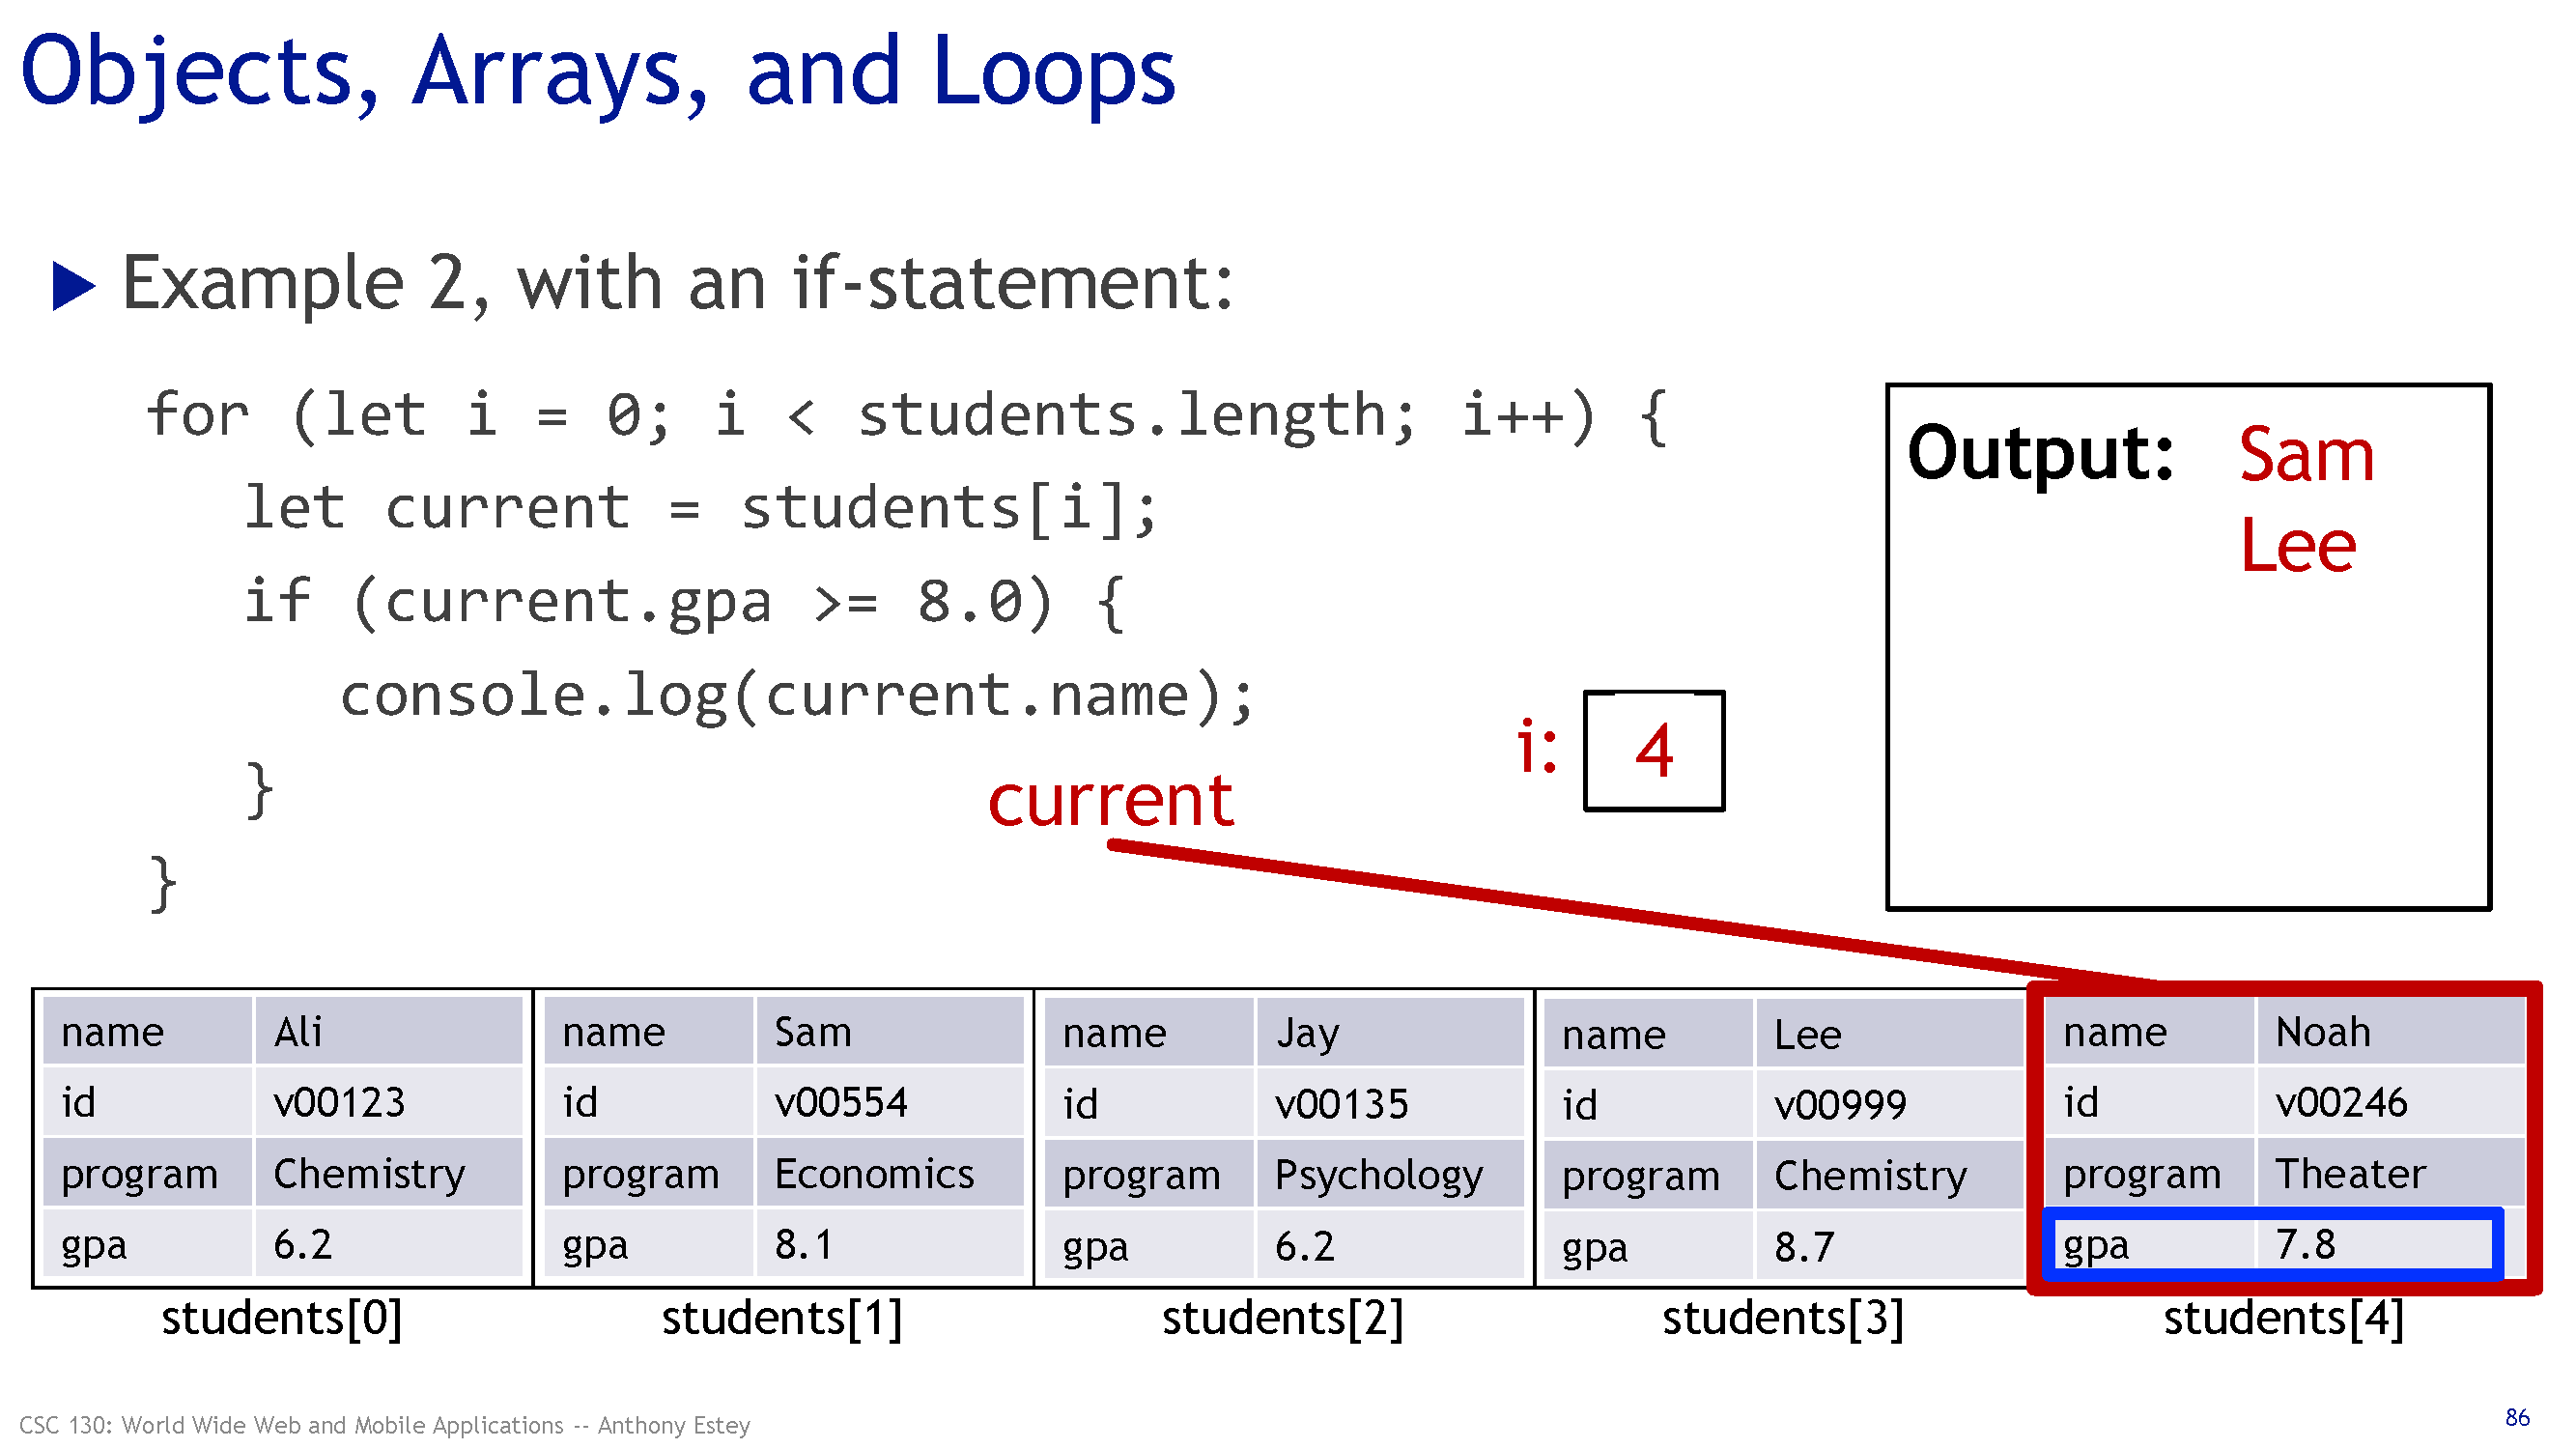 Objects, Arrays, and Loops
Example 2, with an if-statement:
for (let i = 0; i < students.length; i++) {
let current = students[i];
if (current.gpa >= 8.0) {
console.log(current.name);
}
}
Output: Sam
Lee
i: 4
current
name Ali
id v00123
program Chemistry
gpa 6.2
students[0]
name Sam
id v00554
program Economics
gpa 8.1
students[1]
name Jay
id v00135
program Psychology
gpa 6.2
students[2]
name Lee
id v00999
program Chemistry
gpa 8.7
students[3]
name Noah
id v00246
program Theater
gpa 7.8
students[4]
CSC 130: World Wide Web and Mobile Applications -- Anthony Estey
86